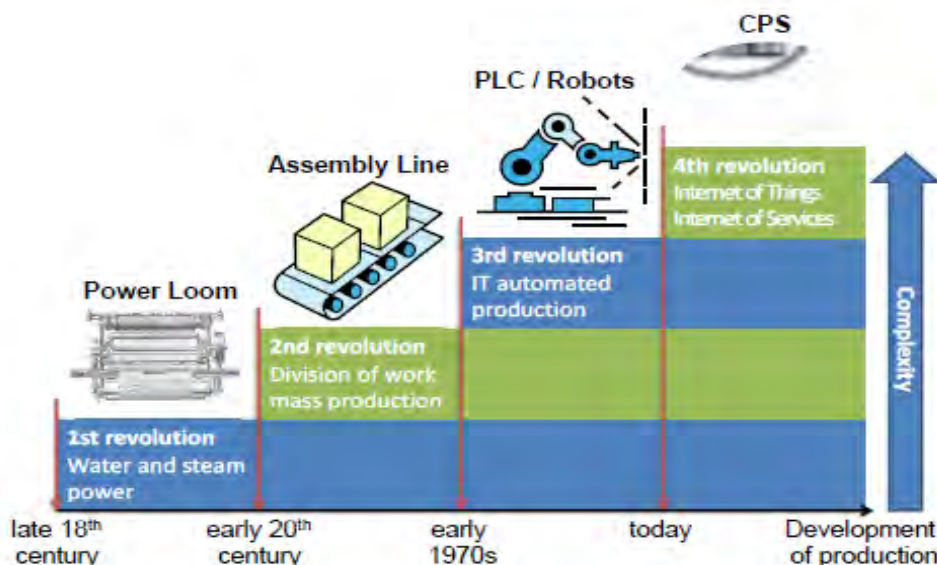 CPS
PLC / Robots
Assembly Line
Power Loom
4th revolution
Internet of Things
Internet of Services
3rd revolution
IT automated
production
2nd revolution
Division of work
mass production
1st revolution
Water and steam
power
Complexity
late 18th
century
early 20th
century
early
1970s
today
Development
of production